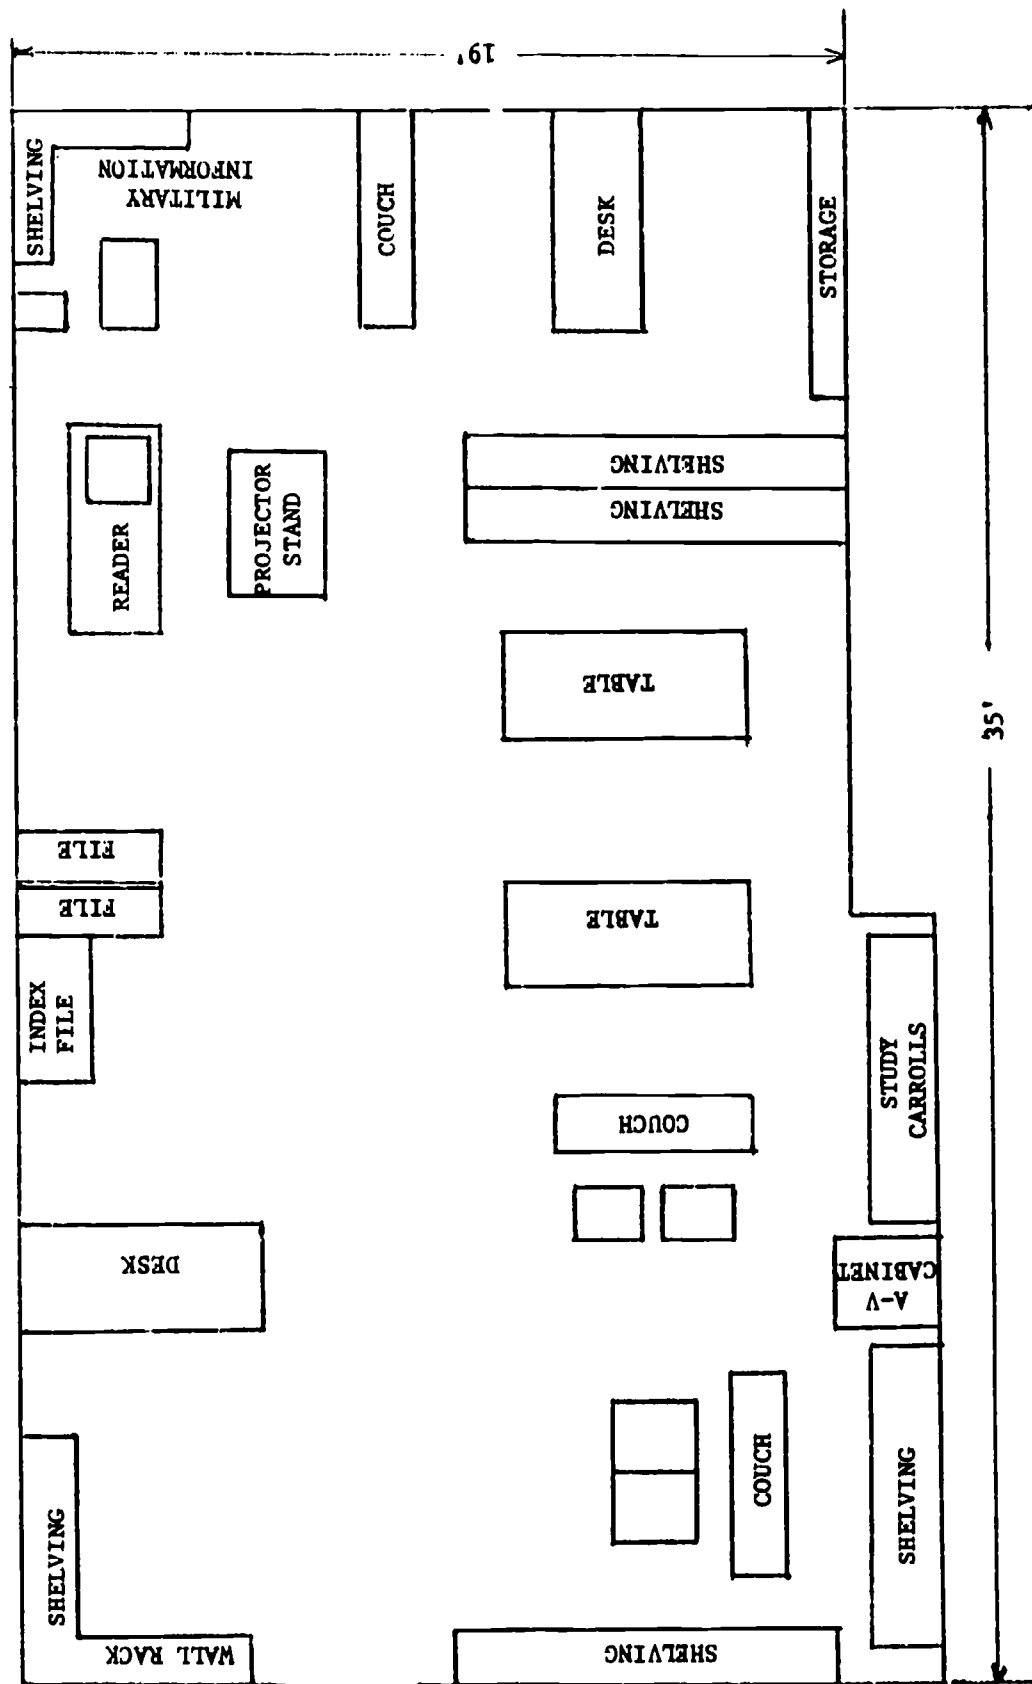 19'
SHELVING
MILITARY
INFORMATION
COUCH
DESK
STORAGE
READER
PROJECTOR
STAND
SHELVING
SHELVING
TABLE
FILE
FILE
TABLE
INDEX
FILE
COUCH
STUDY
CARROLLS
35'
DESK
A-V
CABINET
SHELVING
WALL RACK
COUCH
SHELVING
SHELVING